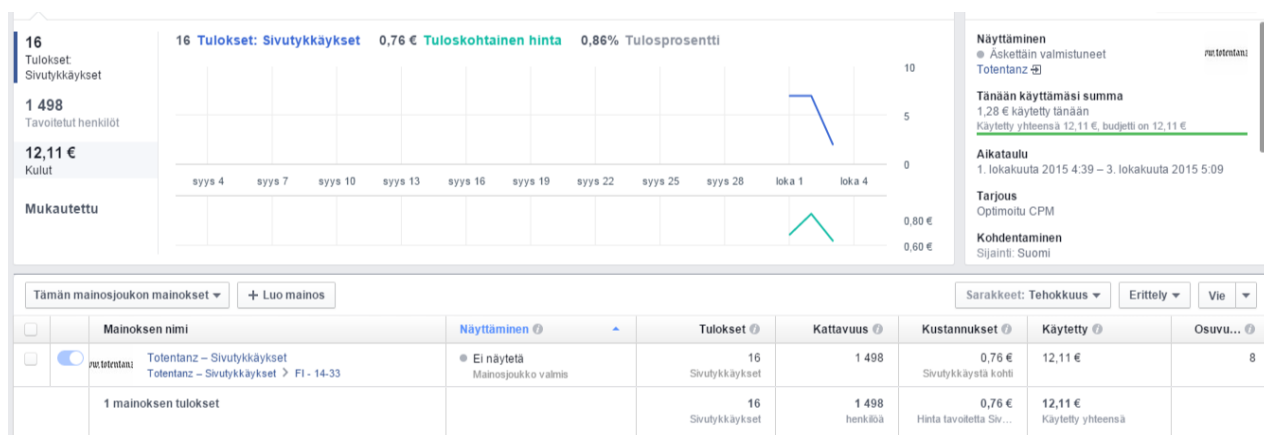 16
Tulokset:
Sivutykkäykset
1 498
Tavoitetut henkilöt
12,11 €
Kulut
Mukautettu
16 Tulokset: Sivutykkäykset 0,76 € Tuloskohtainen hinta 0,86% Tulosprosentti
10
5
0
syys 4 syys 7 syys 10 syys 13 syys 16 syys 19 syys 22 syys 25 syys 28 loka 1 loka 4
0,80 €
0,60 €
Näyttäminen
Äskettäin valmistuneet
Totentanz
Tänään käyttämäsi summa
1,28 € käytetty tänään
Käytetty yhteensä 12,11 €, budjetti on 12,11 €
Aikataulu
1. lokakuuta 2015 4:39 – 3. lokakuuta 2015 5:09
Tarjous
Optimoitu CPM
Kohdentaminen
Sijainti: Suomi
Tämän mainosjoukon mainokset + Luo mainos Sarakkeet: Tehokkuus Erittely Vie
Mainoksen nimi Näyttäminen Tulokset Kattavuus Kustannukset Käytetty Osuvu...
Totentanz – Sivutykkäykset Ei näytetä 16 1 498 0,76 € 12,11 € 8
Totentanz – Sivutykkäykset > FI - 14-33 Mainosjoukko valmis Sivutykkäykset Sivutykkäystä kohti
1 mainoksen tulokset 16 1 498 0,76 € 12,11 €
Sivutykkäykset henkilöä Hinta tavoitetta Siv... Käytetty yhteensä